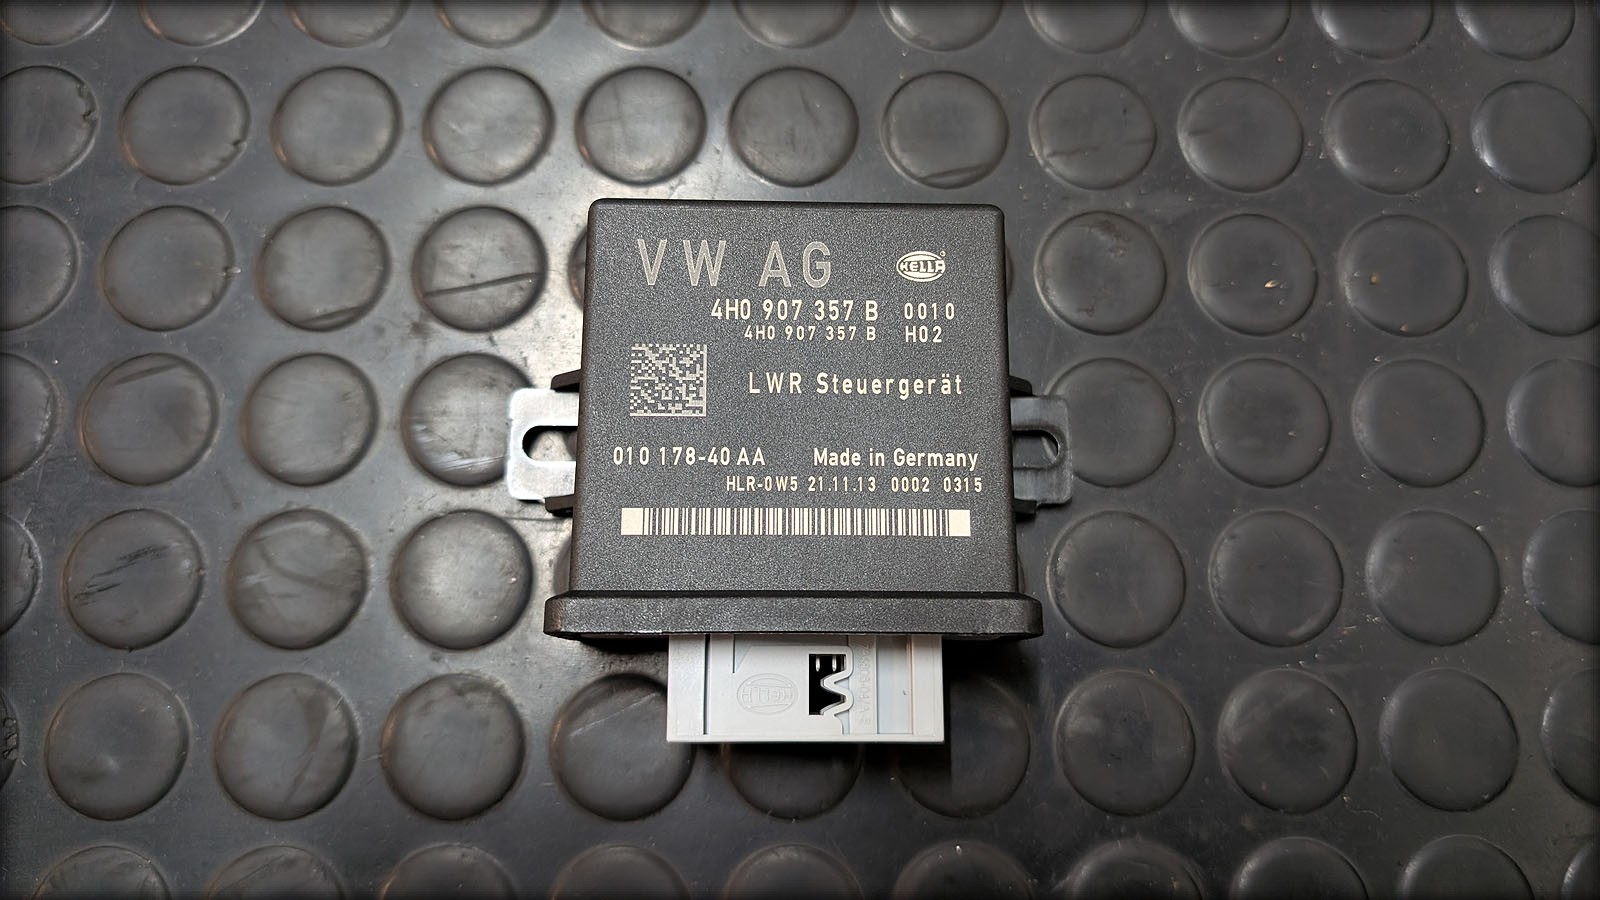 VW AG
HELLA
4H0 907 357 B 0010
4H0 907 357 B H02
LWR Steuergerät
010 178-40 AA Made in Germany
HLR-0W5 21.11.13 0002 0315
HELLA